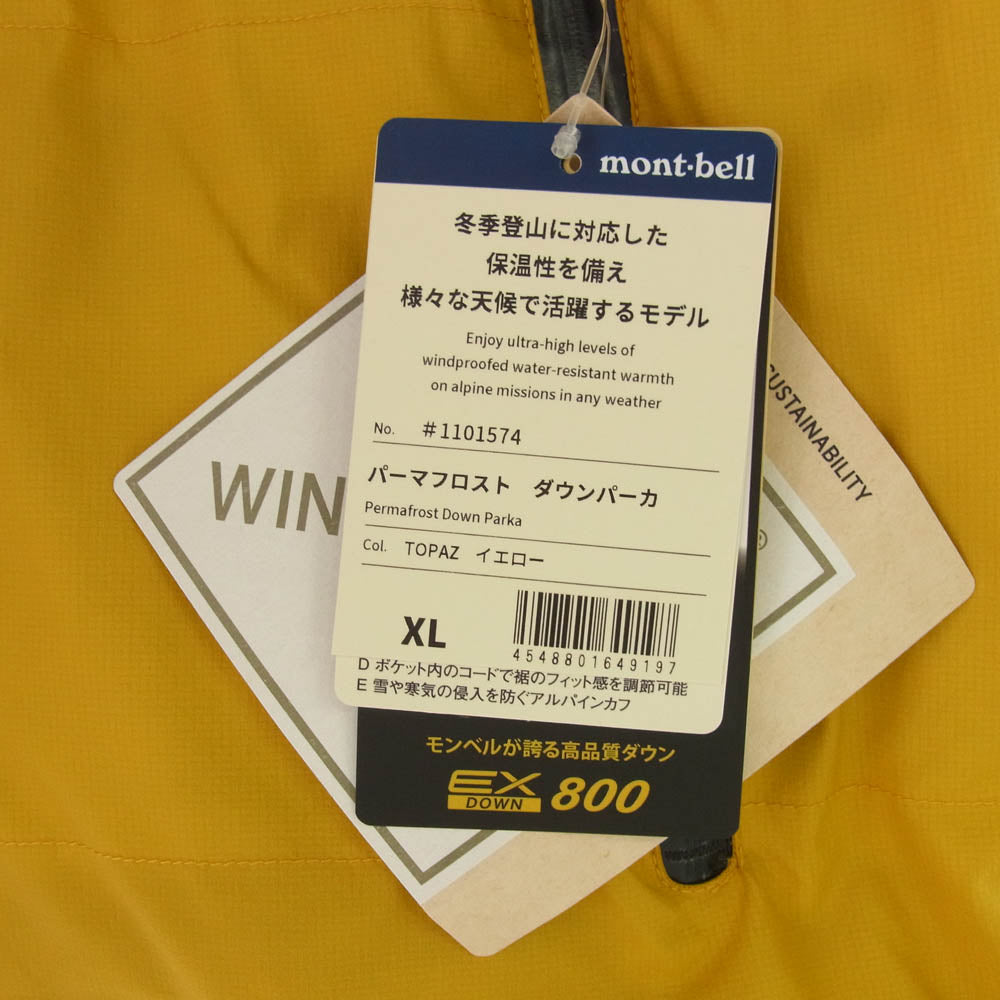 mont-bell
冬季登山に対応した
保温性を備え
様々な天候で活躍するモデル
Enjoy ultra-high levels of
windproofed water-resistant warmth
on alpine missions in any weather
No. #1101574
パーマフロスト ダウンパーカ
Permafrost Down Parka
Col. TOPAZ イエロー
XL
4548801649197
D ポケット内のコードで裾のフィット感を調節可能
E 雪や寒気の侵入を防ぐアルパインカフ
モンベルが誇る高品質ダウン
EX DOWN 800
WIN
®
SUSTAINABILITY